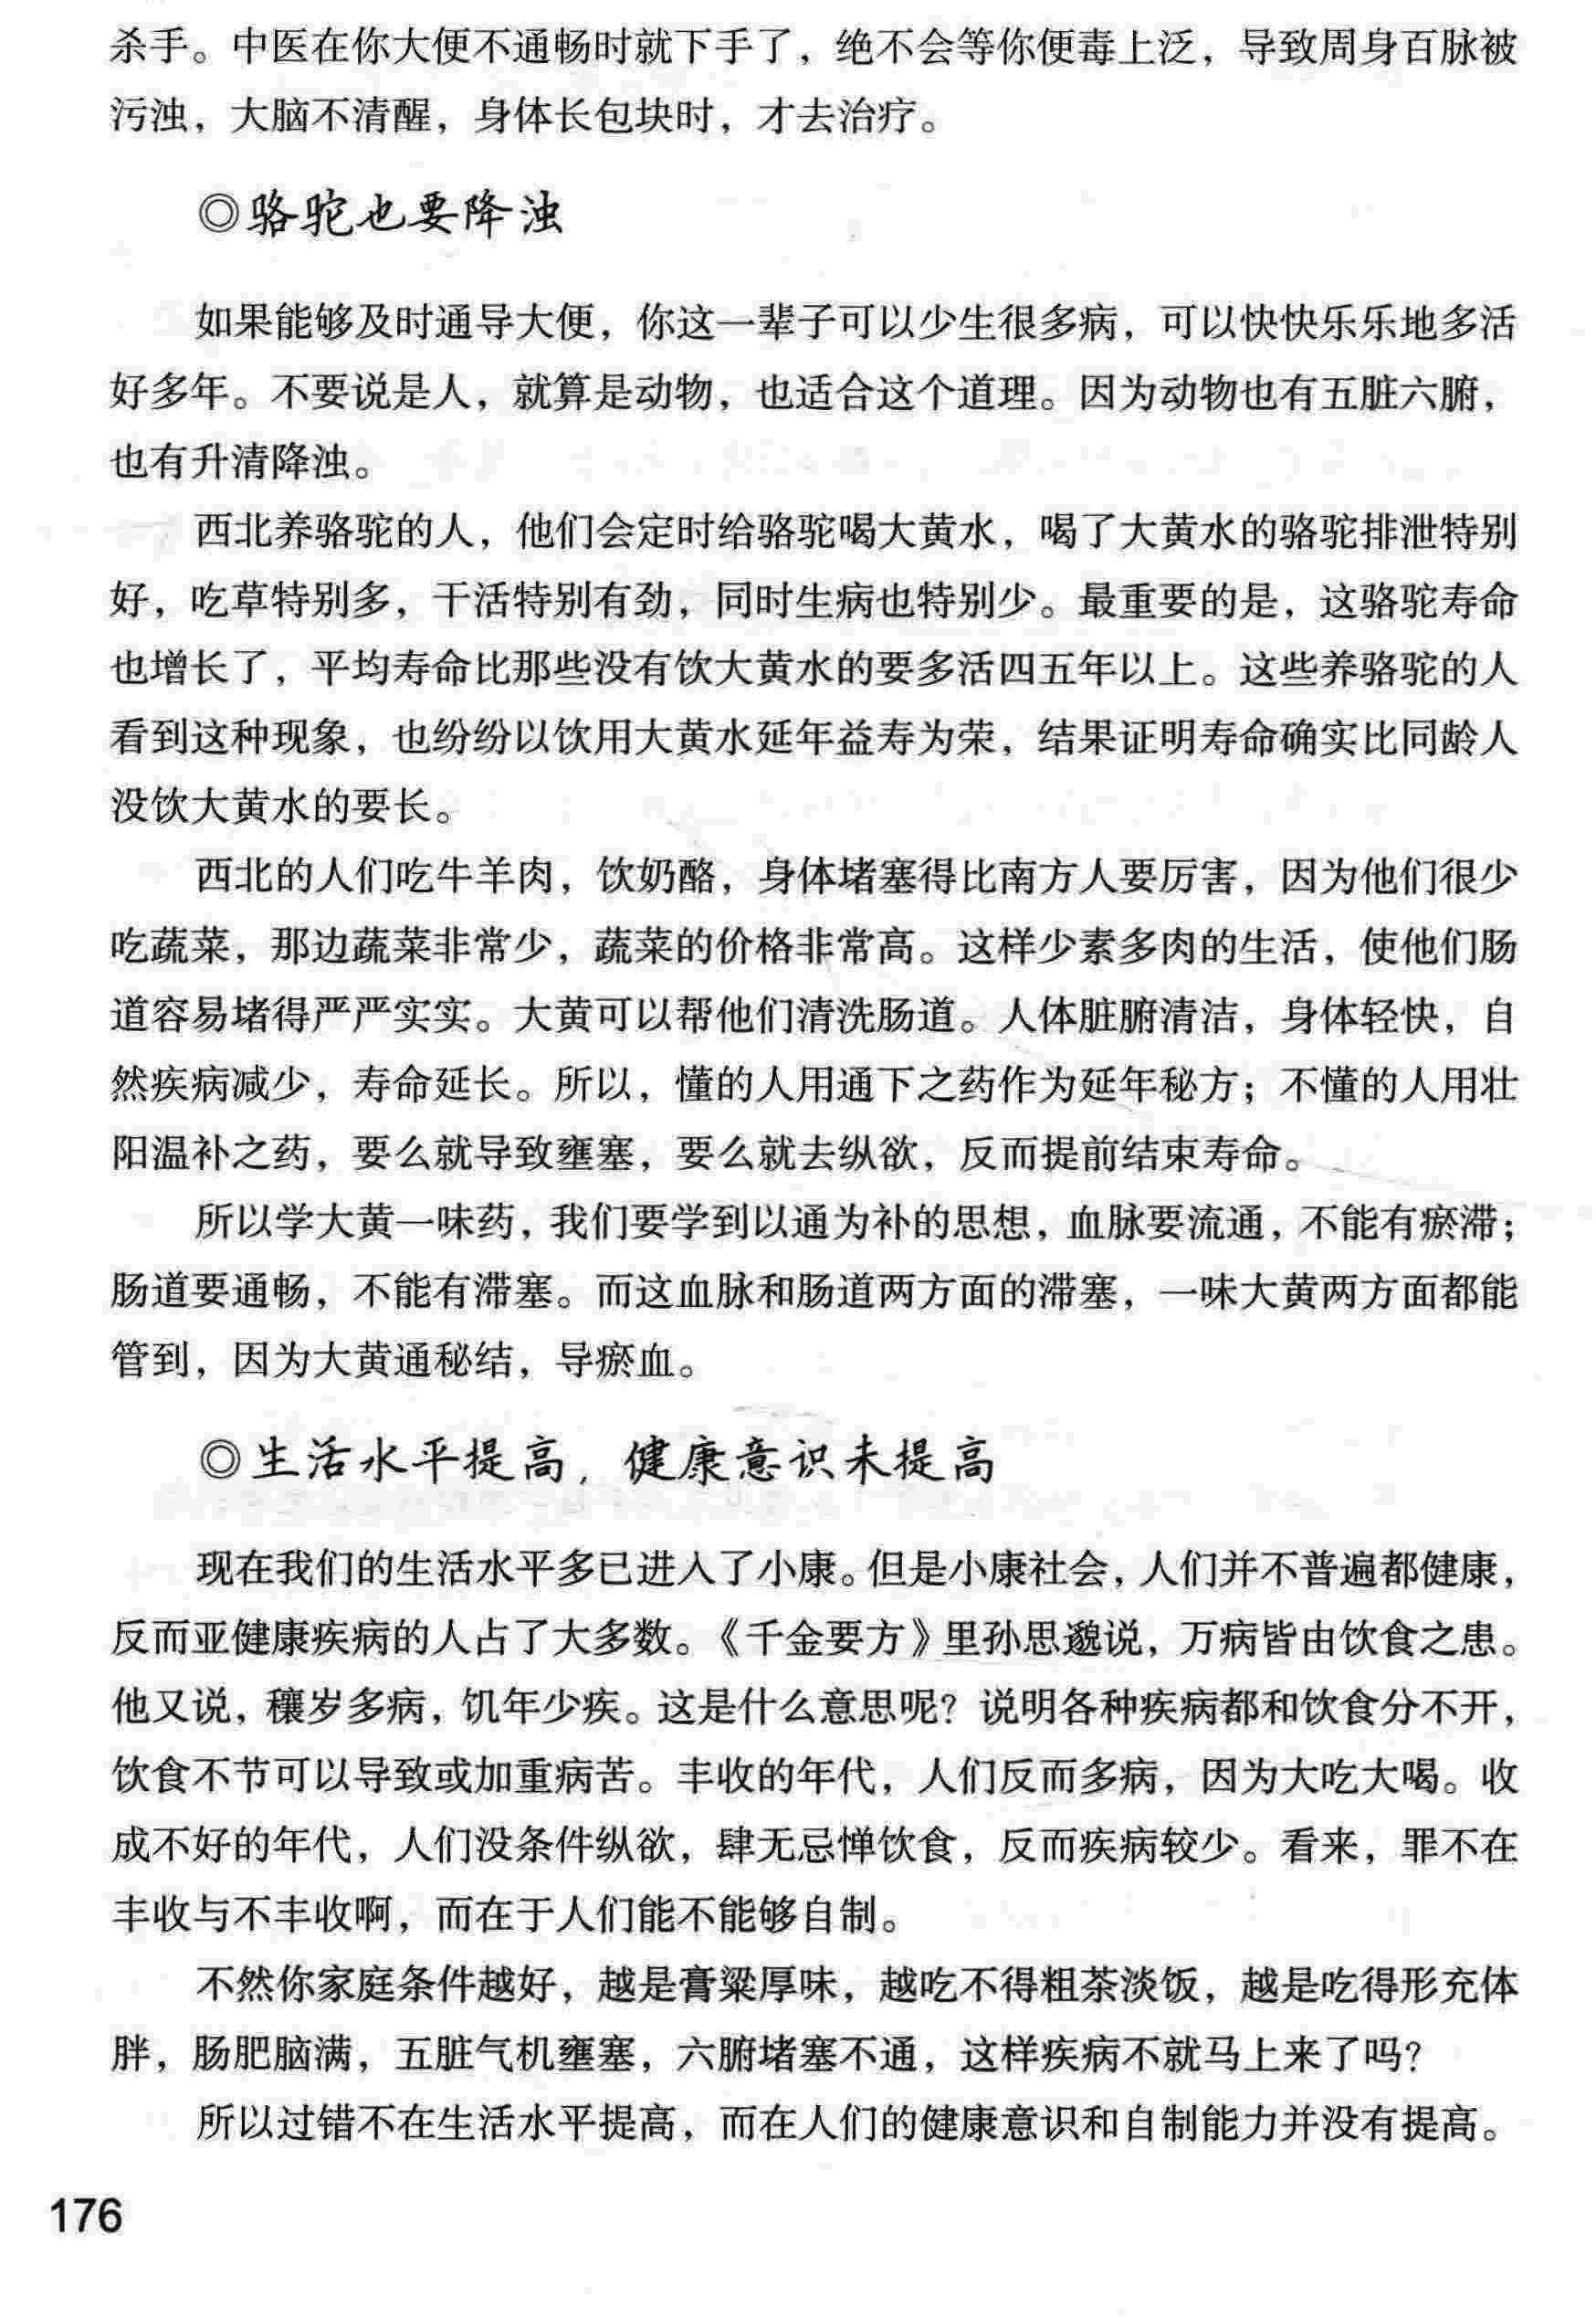 杀手。中医在你大便不通畅时就下手了，绝不会等你便毒上泛，导致周身百脉被
污浊，大脑不清醒，身体长包块时，才去治疗。
◎骆驼也要降浊
如果能够及时通导大便，你这一辈子可以少生很多病，可以快快乐乐地多活
好多年。不要说是人，就算是动物，也适合这个道理。因为动物也有五脏六腑，
也有升清降浊。
西北养骆驼的人，他们会定时给骆驼喝大黄水，喝了大黄水的骆驼排泄特别
好，吃草特别多，干活特别有劲，同时生病也特别少。最重要的是，这骆驼寿命
也增长了，平均寿命比那些没有饮大黄水的要多活四五年以上。这些养骆驼的人
看到这种现象，也纷纷以饮用大黄水延年益寿为荣，结果证明寿命确实比同龄人
没饮大黄水的要长。
西北的人们吃牛羊肉，饮奶酪，身体堵塞得比南方人要厉害，因为他们很少
吃蔬菜，那边蔬菜非常少，蔬菜的价格非常高。这样少素多肉的生活，使他们肠
道容易堵得严严实实。大黄可以帮他们清洗肠道。人体脏腑清洁，身体轻快，自
然疾病减少，寿命延长。所以，懂的人用通下之药作为延年秘方；不懂的人用壮
阳温补之药，要么就导致壅塞，要么就去纵欲，反而提前结束寿命。
所以学大黄一味药，我们要学到以通为补的思想，血脉要流通，不能有瘀滞；
肠道要通畅，不能有滞塞。而这血脉和肠道两方面的滞塞，一味大黄两方面都能
管到，因为大黄通秘结，导瘀血。
◎生活水平提高，健康意识未提高
现在我们的生活水平多已进入了小康。但是小康社会，人们并不普遍都健康，
反而亚健康疾病的人占了大多数。《千金要方》里孙思邈说，万病皆由饮食之患。
他又说，穰岁多病，饥年少疾。这是什么意思呢？说明各种疾病都和饮食分不开，
饮食不节可以导致或加重病苦。丰收的年代，人们反而多病，因为大吃大喝。收
成不好的年代，人们没条件纵欲，肆无忌惮饮食，反而疾病较少。看来，罪不在
丰收与不丰收啊，而在于人们能不能够自制。
不然你家庭条件越好，越是膏粱厚味，越吃不得粗茶淡饭，越是吃得形充体
胖，肠肥脑满，五脏气机壅塞，六腑堵塞不通，这样疾病不就马上来了吗？
所以过错不在生活水平提高，而在人们的健康意识和自制能力并没有提高。
176